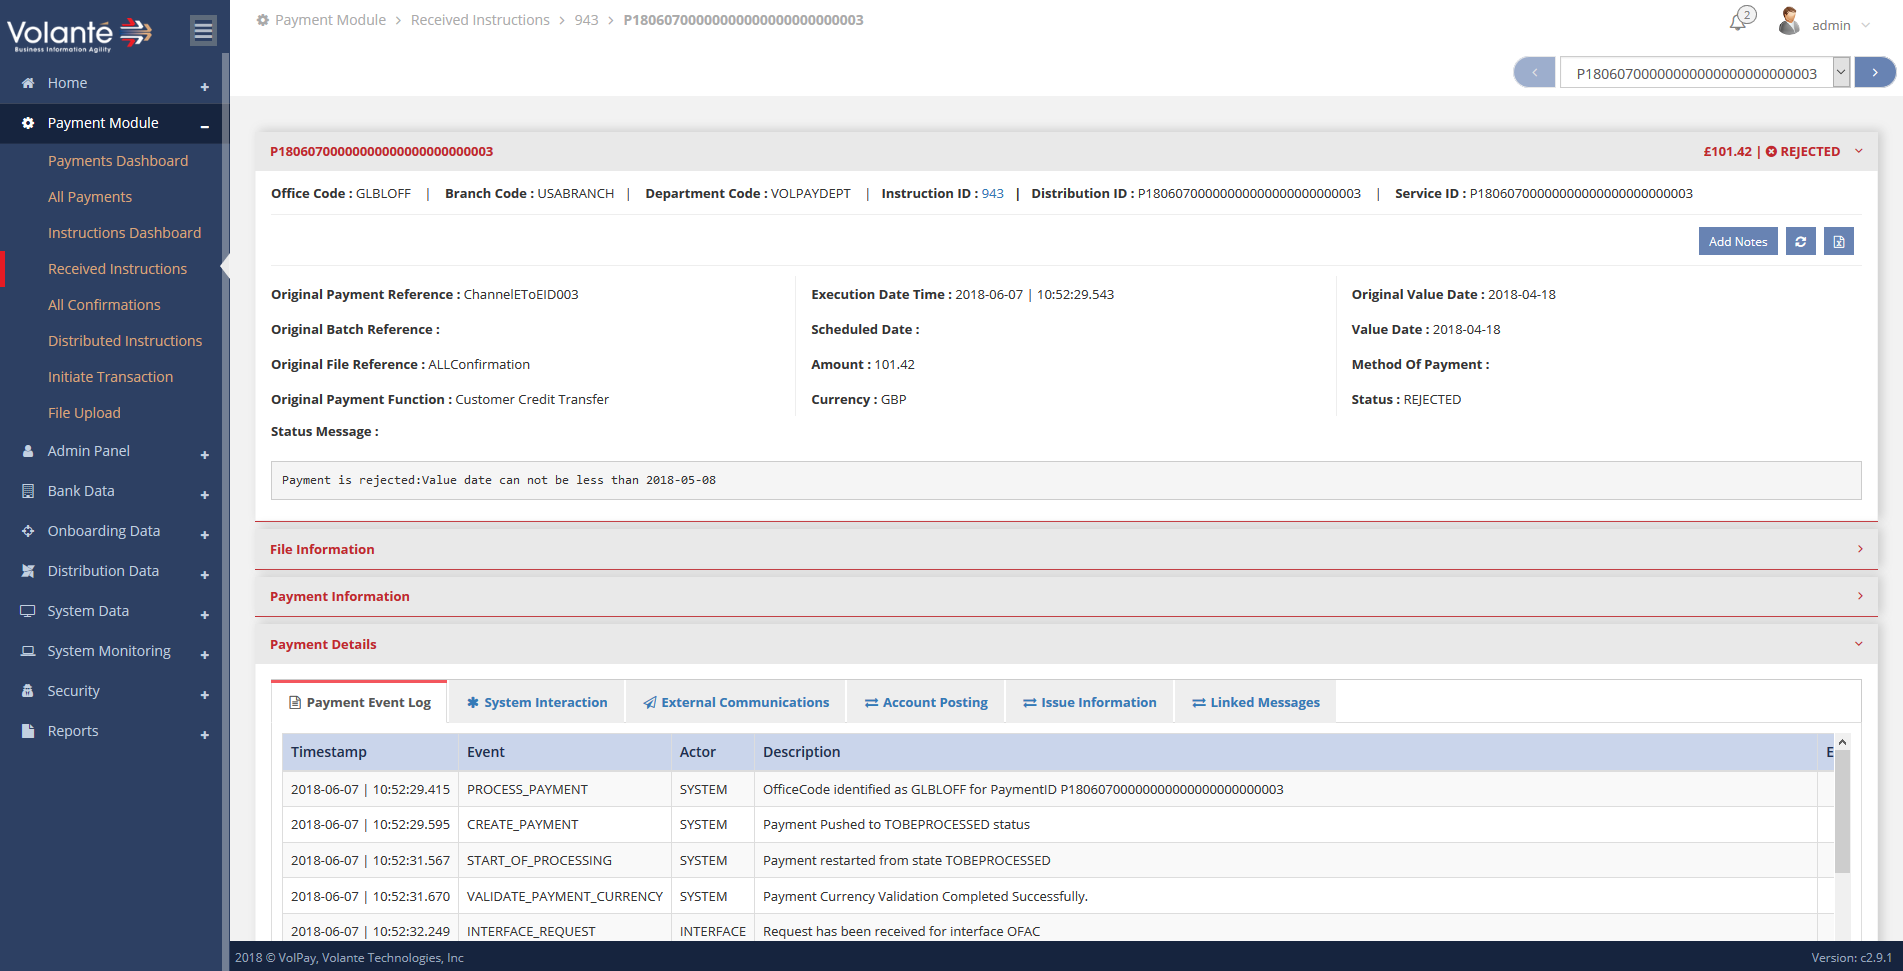 Volanté
Business Information Agility
Payment Module > Received Instructions > 943 > P18060700000000000000000000003
2
admin
P18060700000000000000000000003
Home
Payment Module
Payments Dashboard
All Payments
Instructions Dashboard
Received Instructions
All Confirmations
Distributed Instructions
Initiate Transaction
File Upload
Admin Panel
Bank Data
Onboarding Data
Distribution Data
System Data
System Monitoring
Security
Reports
P18060700000000000000000000003
£101.42 | REJECTED
Office Code : GLBLOFF | Branch Code : USABRANCH | Department Code : VOLPAYDEPT | Instruction ID : 943 | Distribution ID : P18060700000000000000000000003 | Service ID : P18060700000000000000000000003
Add Notes
Original Payment Reference : ChannelEToEID003
Original Batch Reference :
Original File Reference : ALLConfirmation
Original Payment Function : Customer Credit Transfer
Execution Date Time : 2018-06-07 | 10:52:29.543
Scheduled Date :
Amount : 101.42
Currency : GBP
Original Value Date : 2018-04-18
Value Date : 2018-04-18
Method Of Payment :
Status : REJECTED
Status Message :
Payment is rejected:Value date can not be less than 2018-05-08
File Information
Payment Information
Payment Details
Payment Event Log System Interaction External Communications Account Posting Issue Information Linked Messages
Timestamp Event Actor Description E
2018-06-07 | 10:52:29.415 PROCESS_PAYMENT SYSTEM OfficeCode identified as GLBLOFF for PaymentID P18060700000000000000000000003
2018-06-07 | 10:52:29.595 CREATE_PAYMENT SYSTEM Payment Pushed to TOBEPROCESSED status
2018-06-07 | 10:52:31.567 START_OF_PROCESSING SYSTEM Payment restarted from state TOBEPROCESSED
2018-06-07 | 10:52:31.670 VALIDATE_PAYMENT_CURRENCY SYSTEM Payment Currency Validation Completed Successfully.
2018-06-07 | 10:52:32.249 INTERFACE_REQUEST INTERFACE Request has been received for interface OFAC
2018 © VolPay, Volante Technologies, Inc
Version: c2.9.1